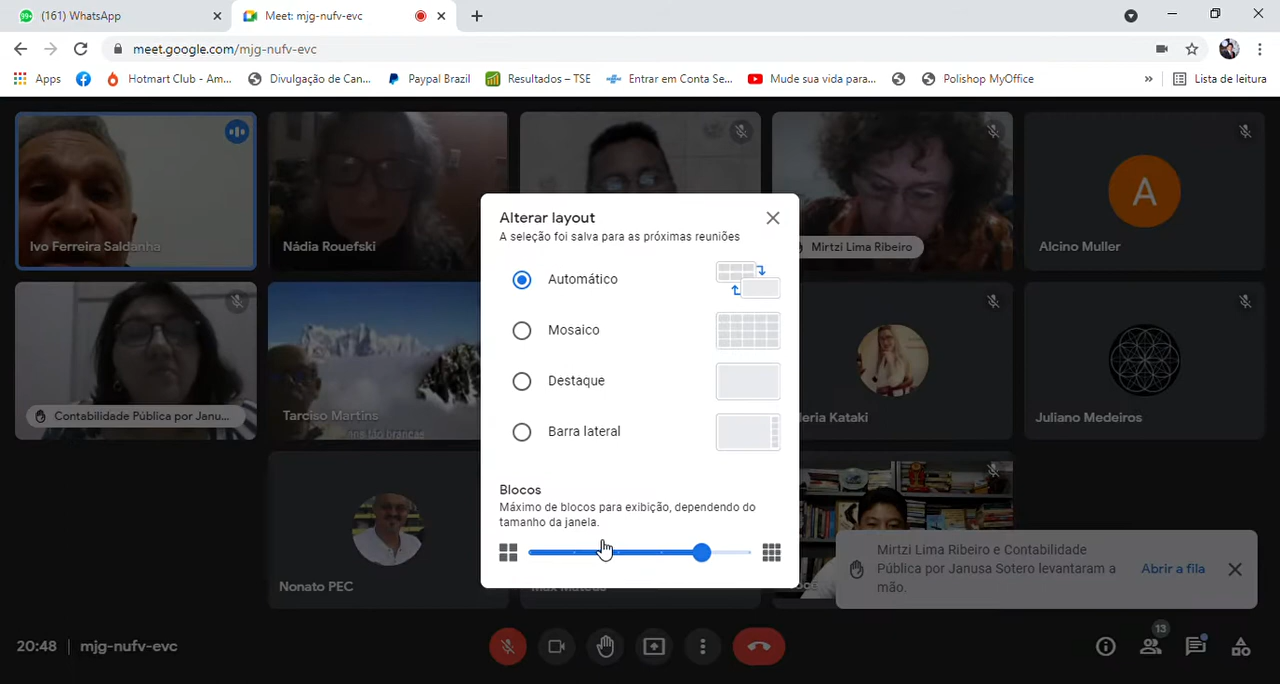 99+
(161) WhatsApp
Meet: mjg-nufv-evc
meet.google.com/mjg-nufv-evc
Apps
Hotmart Club - Am...
Divulgação de Can...
Paypal Brazil
Resultados – TSE
Entrar em Conta Se...
Mude sua vida para...
Polishop MyOffice
»
Lista de leitura
Ivo Ferreira Saldanha
Nádia Rouefski
Mirtzi Lima Ribeiro
A
Alcino Muller
Contabilidade Pública por Janu...
Tarciso Martins
leria Kataki
Juliano Medeiros
Nonato PEC
Max Mateus
Alterar layout
A seleção foi salva para as próximas reuniões
Automático
Mosaico
Destaque
Barra lateral
Blocos
Máximo de blocos para exibição, dependendo do
tamanho da janela.
Mirtzi Lima Ribeiro e Contabilidade
Pública por Janusa Sotero levantaram a
mão.
Abrir a fila
20:48 | mjg-nufv-evc
13